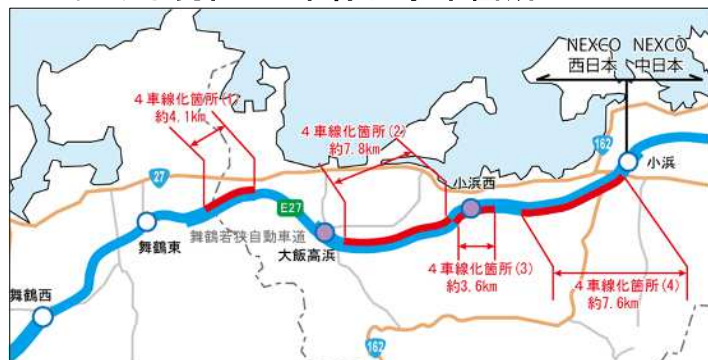 NEXCO 西日本
NEXCO 中日本
4車線化箇所(1)
約4.1km
4車線化箇所(2)
約7.8km
162
27
小浜
小浜西
E27
舞鶴若狭自動車道
舞鶴東
大飯高浜
4車線化箇所(3)
約3.6km
4車線化箇所(4)
約7.6km
舞鶴西
162